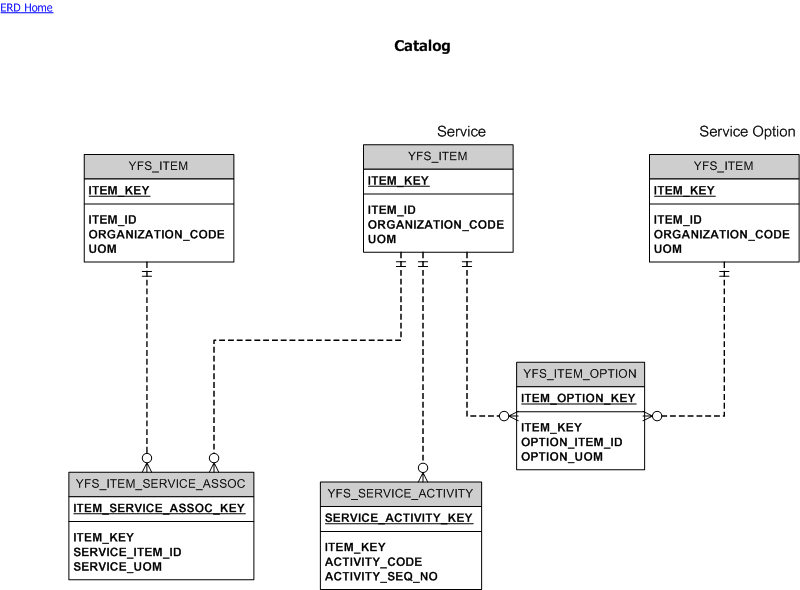 ERD Home
Catalog
Service
Service Option
YFS_ITEM
ITEM_KEY
ITEM_ID
ORGANIZATION_CODE
UOM
YFS_ITEM
ITEM_KEY
ITEM_ID
ORGANIZATION_CODE
UOM
YFS_ITEM
ITEM_KEY
ITEM_ID
ORGANIZATION_CODE
UOM
YFS_ITEM_OPTION
ITEM_OPTION_KEY
ITEM_KEY
OPTION_ITEM_ID
OPTION_UOM
YFS_ITEM_SERVICE_ASSOC
ITEM_SERVICE_ASSOC_KEY
ITEM_KEY
SERVICE_ITEM_ID
SERVICE_UOM
YFS_SERVICE_ACTIVITY
SERVICE_ACTIVITY_KEY
ITEM_KEY
ACTIVITY_CODE
ACTIVITY_SEQ_NO